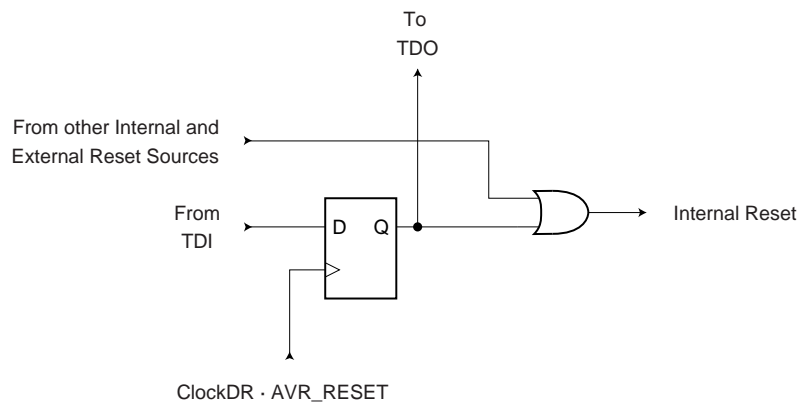 To
TDO
From other Internal and
External Reset Sources
From
TDI
D Q
Internal Reset
ClockDR · AVR_RESET